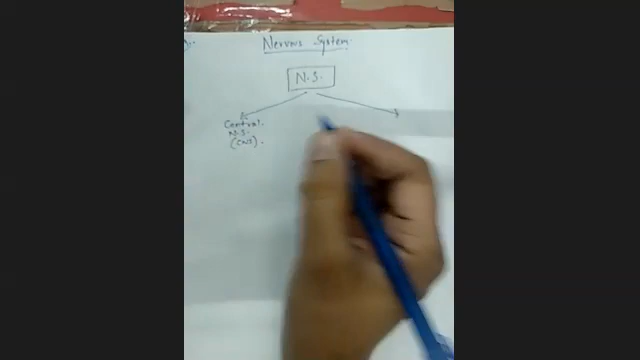 Nervous System.
N.S.
Central.
N.S.
(CNS).